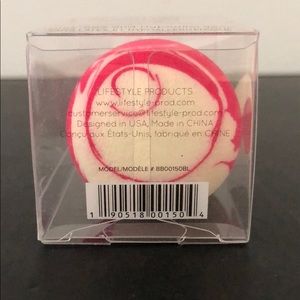 LIFESTYLE PRODUCTS
www.lifestyle-prod.com
customerservice@lifestyle-prod.com
Designed in USA, Made in CHINA
Conçu aux États-Unis, fabriqué en CHINE
MODEL/MODÈLE # BB00150BL
1 90518 00150 4